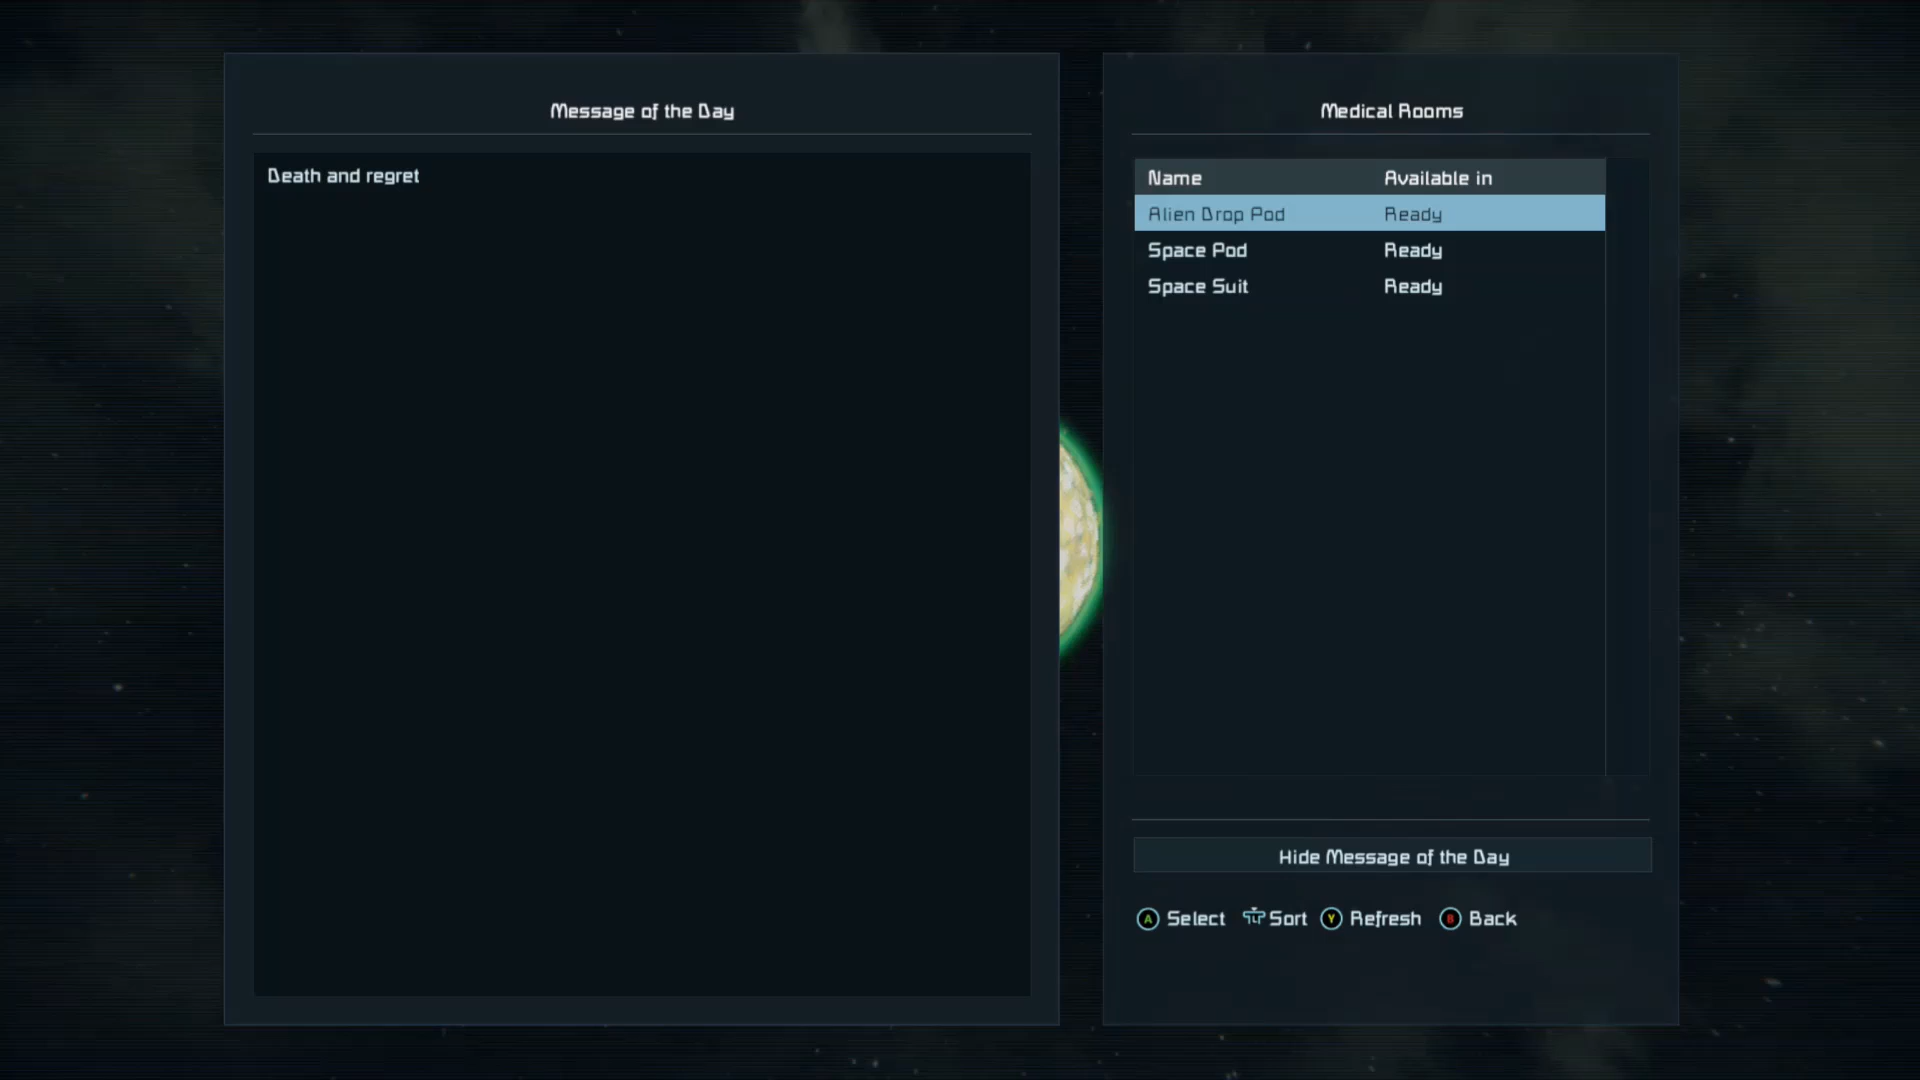 Message of the Day
Death and regret
Medical Rooms
Name Available in
Alien Drop Pod Ready
Space Pod Ready
Space Suit Ready
Hide Message of the Day
A Select Sort Y Refresh B Back